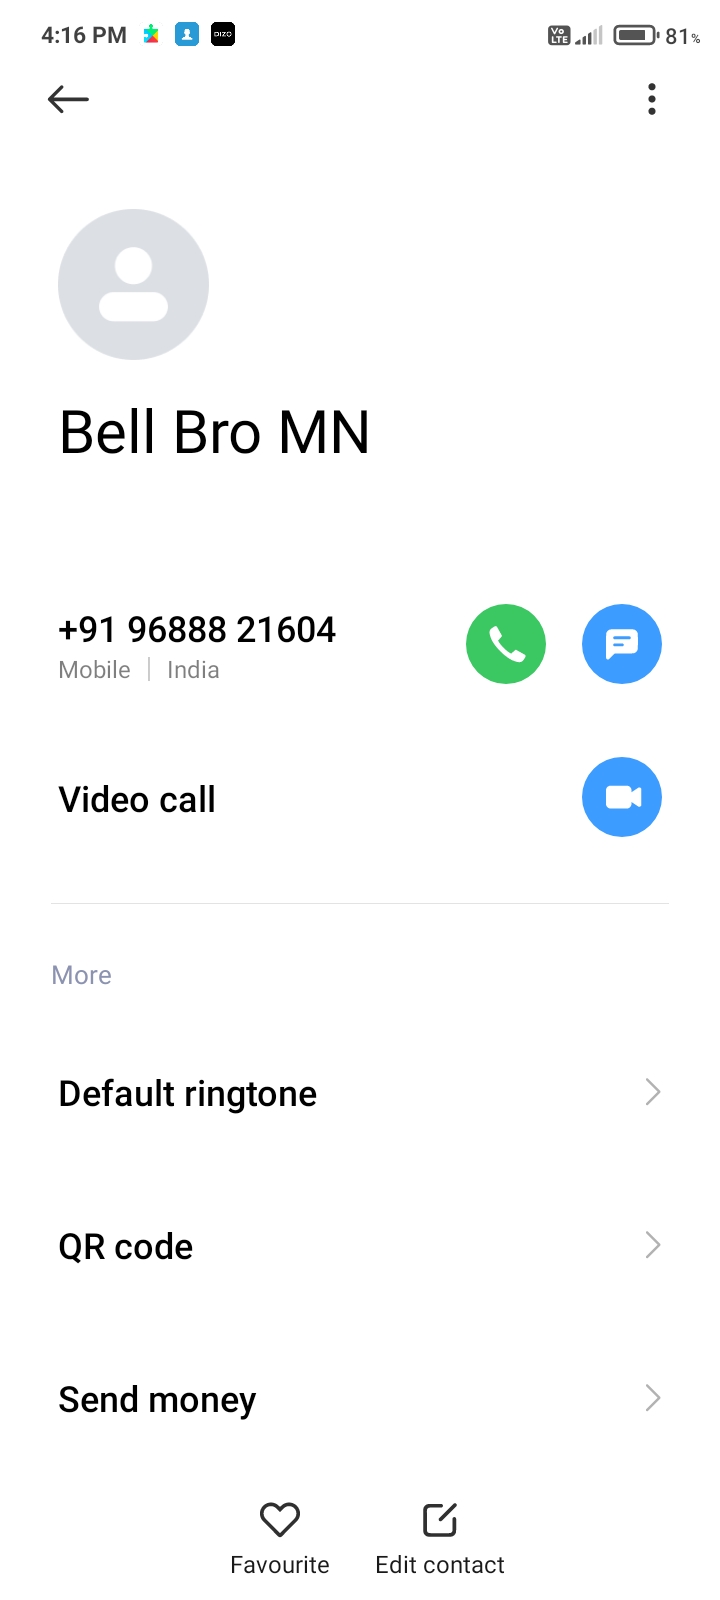 4:16 PM DIZO Vo LTE 81%
Bell Bro MN
+91 96888 21604
Mobile | India
Video call
More
Default ringtone
QR code
Send money
Favourite Edit contact